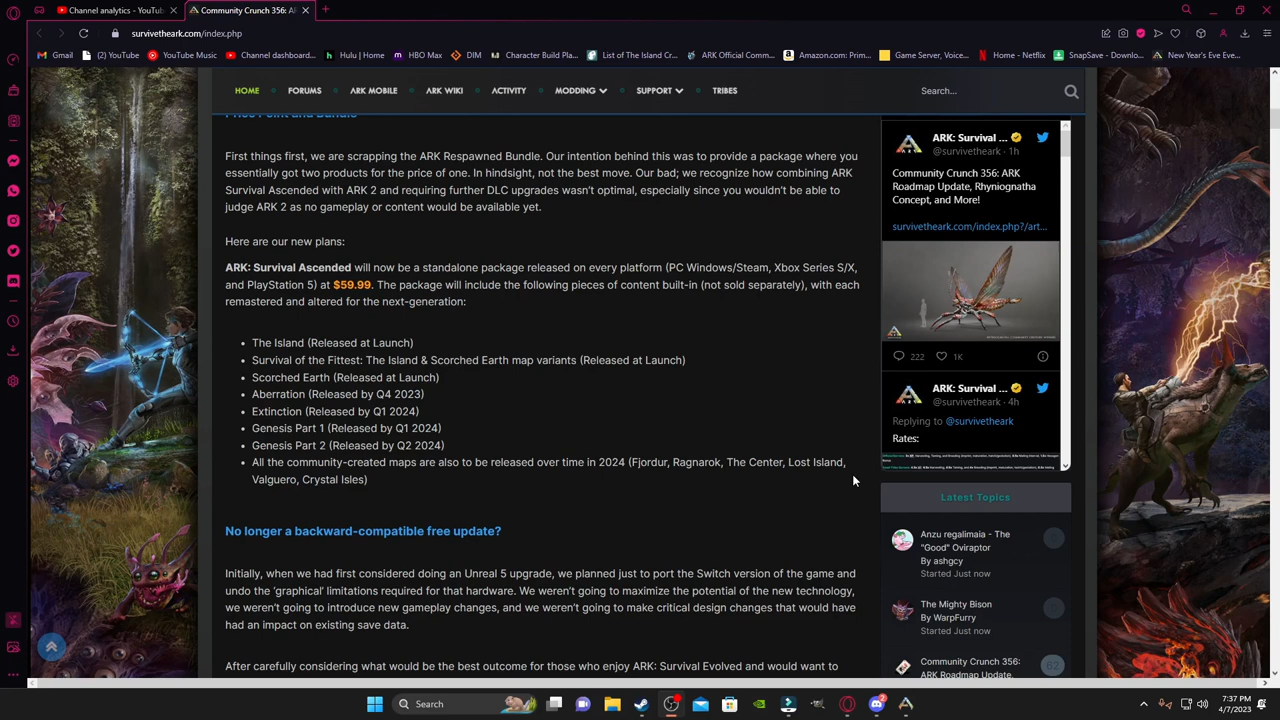 Channel analytics - YouTub
Community Crunch 356: AR
survivetheark.com/index.php
Gmail
(2) YouTube
YouTube Music
Channel dashboard...
Hulu | Home
HBO Max
DIM
Character Build Pla...
List of The Island Cr...
ARK Official Comm...
Amazon.com: Prim...
Game Server, Voice...
Home - Netflix
SnapSave - Downlo...
New Year's Eve Eve...
HOME
FORUMS
ARK MOBILE
ARK WIKI
ACTIVITY
MODDING
SUPPORT
TRIBES
Search...
Price Point and Bundle
First things first, we are scrapping the ARK Respawned Bundle. Our intention behind this was to provide a package where you
essentially got two products for the price of one. In hindsight, not the best move. Our bad; we recognize how combining ARK
Survival Ascended with ARK 2 and requiring further DLC upgrades wasn't optimal, especially since you wouldn't be able to
judge ARK 2 as no gameplay or content would be available yet.
Here are our new plans:
ARK: Survival Ascended will now be a standalone package released on every platform (PC Windows/Steam, Xbox Series S/X,
and PlayStation 5) at $59.99. The package will include the following pieces of content built-in (not sold separately), with each
remastered and altered for the next-generation:
• The Island (Released at Launch)
• Survival of the Fittest: The Island & Scorched Earth map variants (Released at Launch)
• Scorched Earth (Released at Launch)
• Aberration (Released by Q4 2023)
• Extinction (Released by Q1 2024)
• Genesis Part 1 (Released by Q1 2024)
• Genesis Part 2 (Released by Q2 2024)
• All the community-created maps are also to be released over time in 2024 (Fjordur, Ragnarok, The Center, Lost Island,
Valguero, Crystal Isles)
No longer a backward-compatible free update?
Initially, when we had first considered doing an Unreal 5 upgrade, we planned just to port the Switch version of the game and
undo the 'graphical' limitations required for that hardware. We weren't going to maximize the potential of the new technology,
we weren't going to introduce new gameplay changes, and we weren't going to make critical design changes that would have
had an impact on existing save data.
After carefully considering what would be the best outcome for those who enjoy ARK: Survival Evolved and would want to
ARK: Survival ...
@survivetheark · 1h
Community Crunch 356: ARK
Roadmap Update, Rhyniognatha
Concept, and More!
survivetheark.com/index.php?/art...
222
1K
ARK: Survival ...
@survivetheark · 4h
Replying to @survivetheark
Rates:
Latest Topics
Anzu regalimaia - The
"Good" Oviraptor
By ashgcy
Started Just now
The Mighty Bison
By WarpFurry
Started Just now
Community Crunch 356:
ARK Roadmap Update,
62
Search
2
7:37 PM
4/7/2023